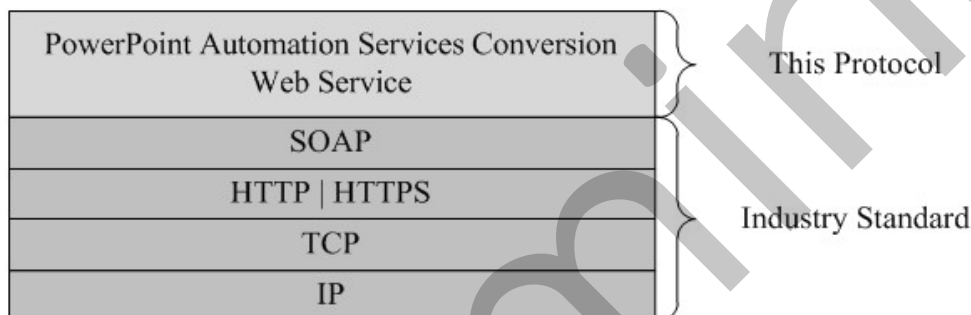 PowerPoint Automation Services Conversion
Web Service
This Protocol
SOAP
HTTP | HTTPS
TCP
IP
Industry Standard